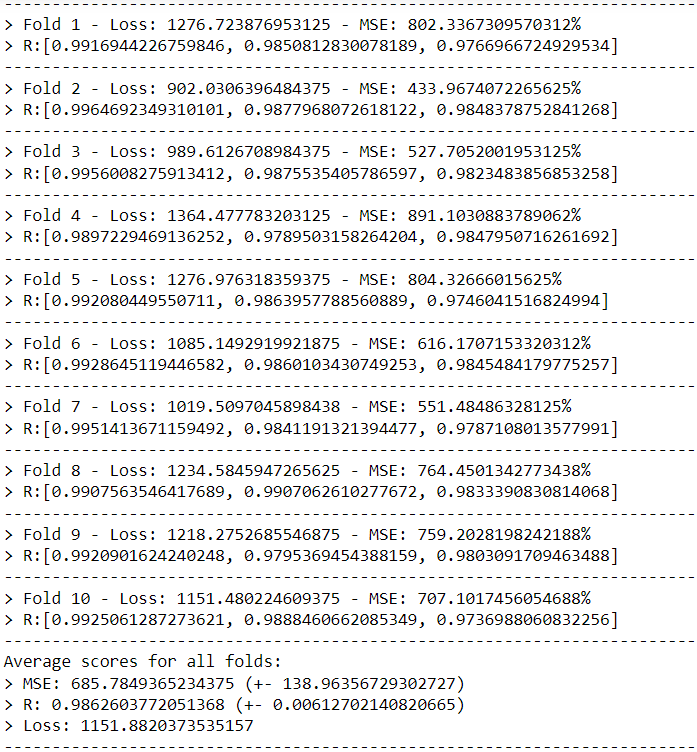 --------------------------------------------------------------------
> Fold 1 - Loss: 1276.723876953125 - MSE: 802.3367309570312%
> R:[0.9916944226759846, 0.9850812830078189, 0.9766966724929534]
--------------------------------------------------------------------
> Fold 2 - Loss: 902.0306396484375 - MSE: 433.9674072265625%
> R:[0.9964692349310101, 0.9877968072618122, 0.9848378752841268]
--------------------------------------------------------------------
> Fold 3 - Loss: 989.6126708984375 - MSE: 527.7052001953125%
> R:[0.9956008275913412, 0.9875535405786597, 0.9823483856853258]
--------------------------------------------------------------------
> Fold 4 - Loss: 1364.477783203125 - MSE: 891.1030883789062%
> R:[0.9897229469136252, 0.9789503158264204, 0.9847950716261692]
--------------------------------------------------------------------
> Fold 5 - Loss: 1276.976318359375 - MSE: 804.32666015625%
> R:[0.992080449550711, 0.9863957788560889, 0.9746041516824994]
--------------------------------------------------------------------
> Fold 6 - Loss: 1085.1492919921875 - MSE: 616.1707153320312%
> R:[0.9928645119446582, 0.9860103430749253, 0.9845484179775257]
--------------------------------------------------------------------
> Fold 7 - Loss: 1019.5097045898438 - MSE: 551.48486328125%
> R:[0.9951413671159492, 0.9841191321394477, 0.9787108013577991]
--------------------------------------------------------------------
> Fold 8 - Loss: 1234.5845947265625 - MSE: 764.4501342773438%
> R:[0.9907563546417689, 0.9907062610277672, 0.9833390830814068]
--------------------------------------------------------------------
> Fold 9 - Loss: 1218.2752685546875 - MSE: 759.2028198242188%
> R:[0.9920901624240248, 0.9795369454388159, 0.9803091709463488]
--------------------------------------------------------------------
> Fold 10 - Loss: 1151.480224609375 - MSE: 707.1017456054688%
> R:[0.9925061287273621, 0.9888460662085349, 0.9736988060832256]
--------------------------------------------------------------------
Average scores for all folds:
> MSE: 685.7849365234375 (+- 138.96356729302727)
> R: 0.9862603772051368 (+- 0.00612702140820665)
> Loss: 1151.8820373535157
--------------------------------------------------------------------